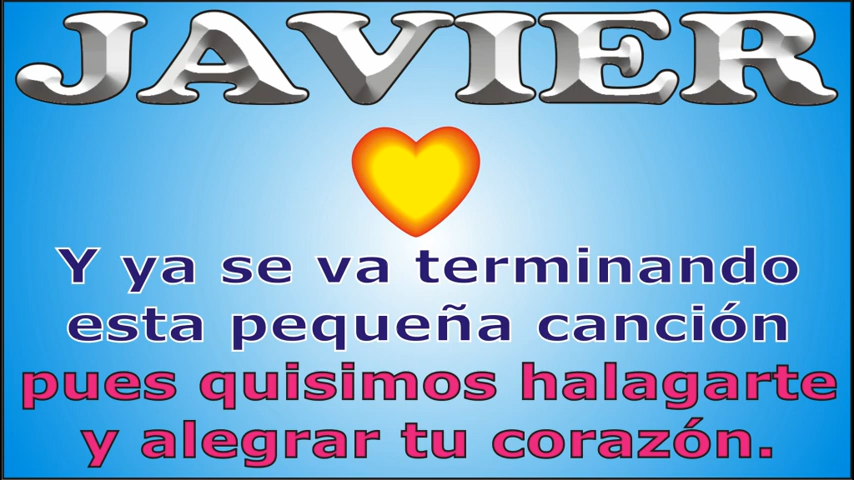 JAVIER
Y ya se va terminando
esta pequeña canción
pues quisimos halagarte
y alegrar tu corazón.